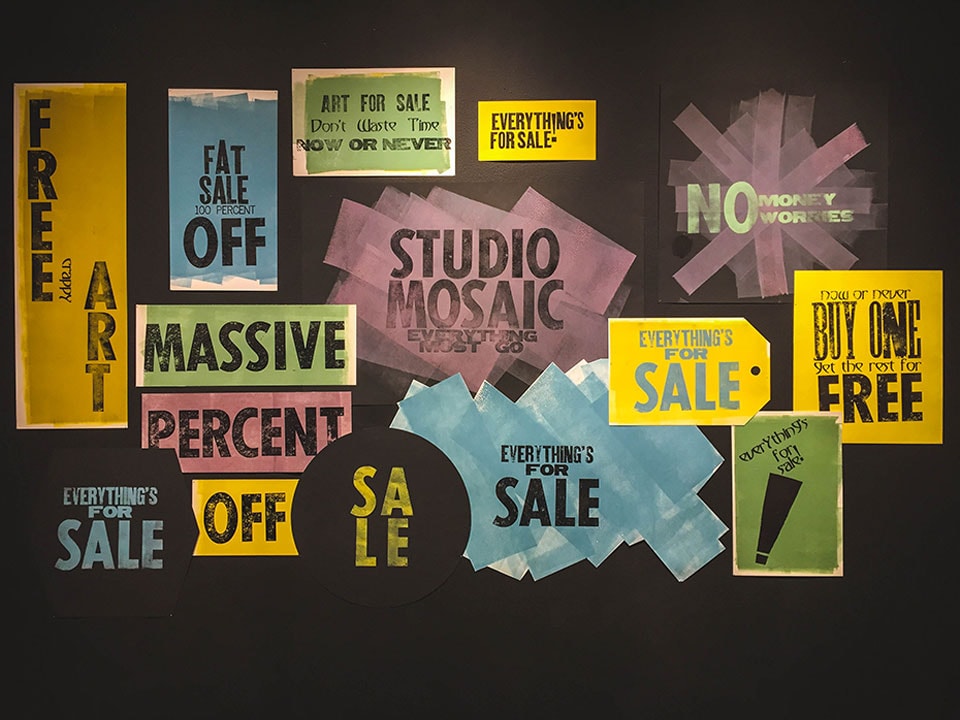 FREE
crappy
ART
FAT
SALE
100 PERCENT
OFF
ART FOR SALE
Don't Waste Time
NOW OR NEVER
EVERYTHING'S
FOR SALE
NO MONEY
WORRIES
STUDIO
MOSAIC
EVERYTHING
MUST GO
MASSIVE
PERCENT
OFF
EVERYTHING'S
FOR
SALE
now or never
BUY ONE
get the rest for
FREE
EVERYTHING'S
FOR
SALE
SA
LE
EVERYTHING'S
FOR
SALE
everything's
for
sale!